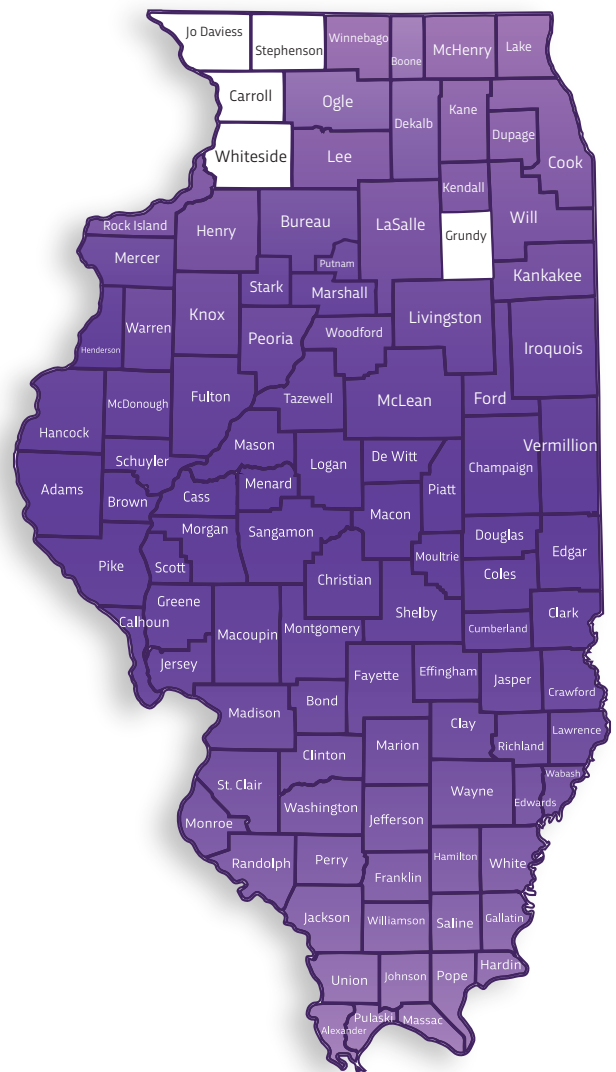 Jo Daviess
Stephenson
Winnebago
Boone
McHenry
Lake
Carroll
Ogle
Dekalb
Kane
Dupage
Cook
Whiteside
Lee
Kendall
Will
Rock Island
Henry
Bureau
LaSalle
Grundy
Mercer
Putnam
Kankakee
Stark
Marshall
Knox
Warren
Henderson
Peoria
Woodford
Livingston
Iroquois
McDonough
Fulton
Tazewell
McLean
Ford
Hancock
Mason
Vermillion
Schuyler
Logan
De Witt
Champaign
Adams
Brown
Cass
Menard
Piatt
Macon
Morgan
Sangamon
Douglas
Edgar
Pike
Scott
Moultrie
Christian
Coles
Greene
Shelby
Clark
Calhoun
Macoupin
Montgomery
Cumberland
Jersey
Fayette
Effingham
Jasper
Crawford
Madison
Bond
Clay
Richland
Lawrence
Clinton
Marion
Wabash
St. Clair
Washington
Wayne
Edwards
Monroe
Jefferson
Randolph
Perry
Hamilton
White
Franklin
Jackson
Williamson
Saline
Gallatin
Union
Johnson
Pope
Hardin
Alexander
Pulaski
Massac